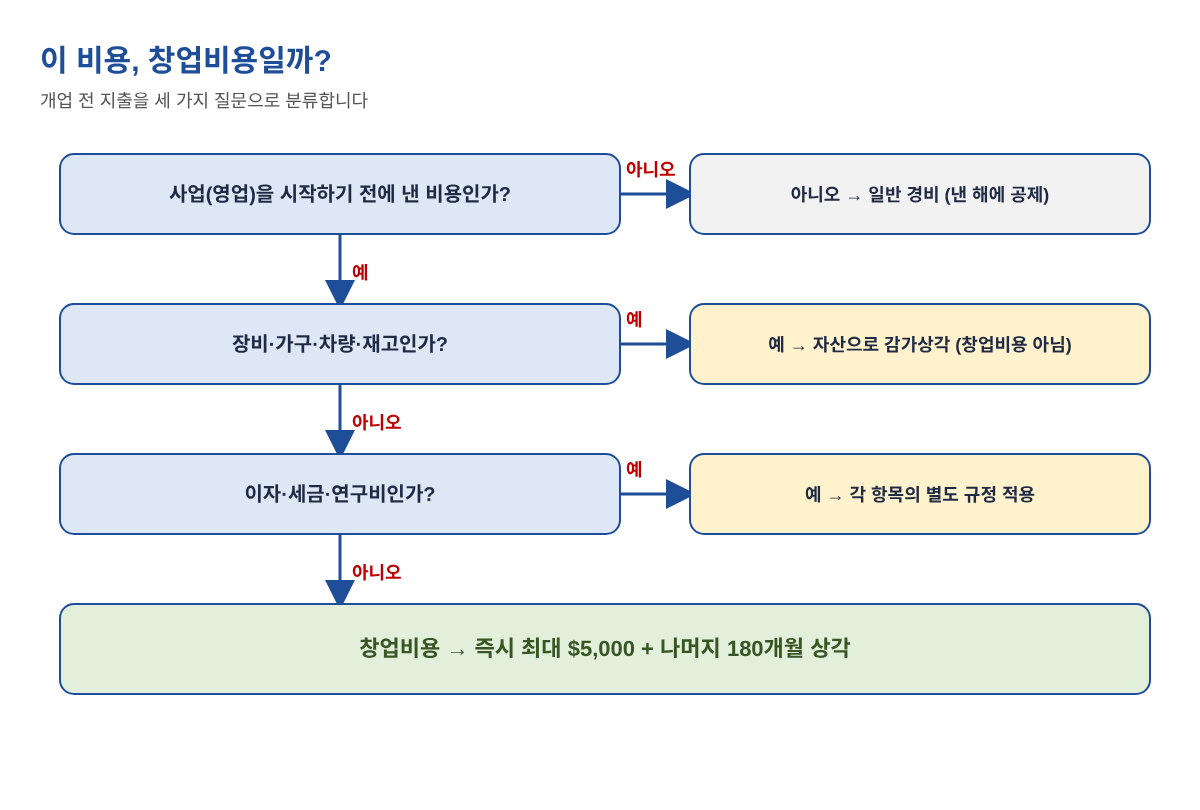 이 비용, 창업비용일까?
개업 전 지출을 세 가지 질문으로 분류합니다
사업(영업)을 시작하기 전에 낸 비용인가?
아니오
아니오 → 일반 경비 (낸 해에 공제)
예
장비·가구·차량·재고인가?
예
예 → 자산으로 감가상각 (창업비용 아님)
아니오
이자·세금·연구비인가?
예
예 → 각 항목의 별도 규정 적용
아니오
창업비용 → 즉시 최대 $5,000 + 나머지 180개월 상각